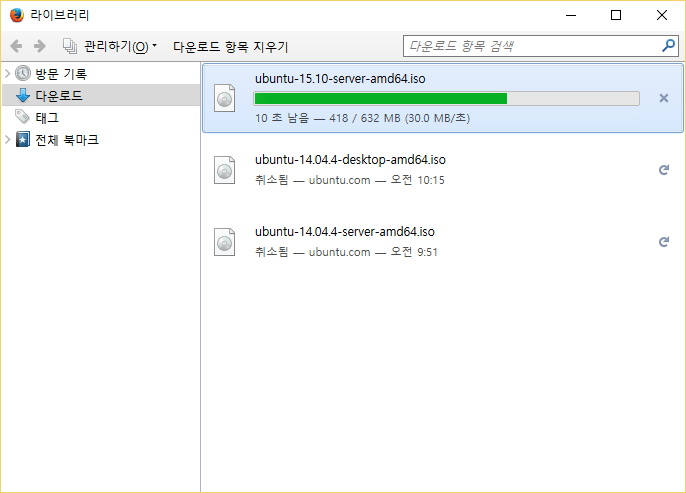 라이브러리
관리하기(O) 다운로드 항목 지우기 다운로드 항목 검색
방문 기록
다운로드
태그
전체 북마크
ubuntu-15.10-server-amd64.iso
10 초 남음 — 418 / 632 MB (30.0 MB/초)
ubuntu-14.04.4-desktop-amd64.iso
취소됨 — ubuntu.com — 오전 10:15
ubuntu-14.04.4-server-amd64.iso
취소됨 — ubuntu.com — 오전 9:51